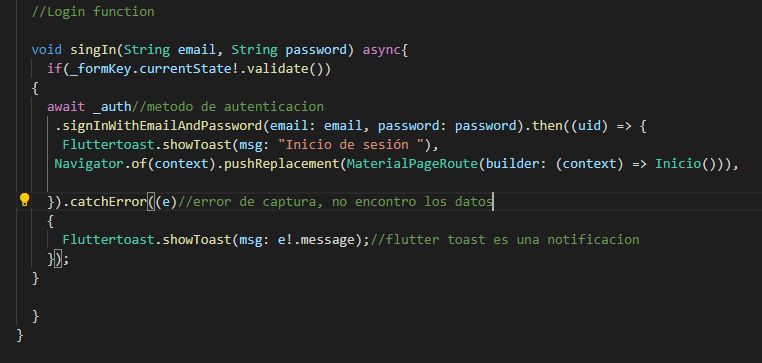 //Login function
void singIn(String email, String password) async{
if(_formKey.currentState!.validate())
{
await _auth//metodo de autenticacion
.signInWithEmailAndPassword(email: email, password: password).then((uid) => {
Fluttertoast.showToast(msg: "Inicio de sesión "),
Navigator.of(context).pushReplacement(MaterialPageRoute(builder: (context) => Inicio())),
}).catchError((e)//error de captura, no encontro los datos
{
Fluttertoast.showToast(msg: e!.message);//flutter toast es una notificacion
});
}
}
}